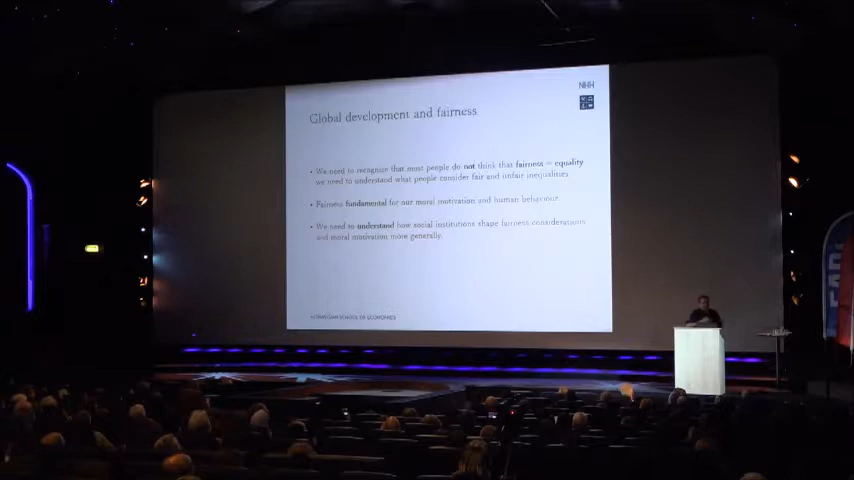 NHH
Global development and fairness
• We need to recognize that most people do not think that fairness = equality
we need to understand what people consider fair and unfair inequalities.
• Fairness fundamental for our moral motivation and human behaviour.
• We need to understand how social institutions shape fairness considerations
and moral motivation more generally.
NORWEGIAN SCHOOL OF ECONOMICS